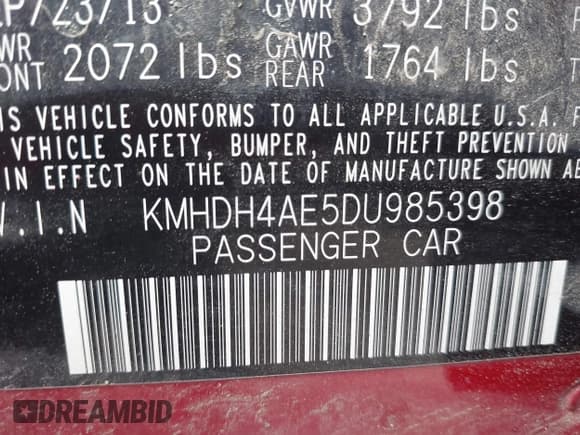 GVWR 3792 lbs
2072 lbs GAWR REAR 1764 lbs
VEHICLE CONFORMS TO ALL APPLICABLE U.S.A.
VEHICLE SAFETY, BUMPER, AND THEFT PREVENTION
IN EFFECT ON THE DATE OF MANUFACTURE SHOWN
V.I.N KMHDH4AE5DU985398
PASSENGER CAR
DREAMBID